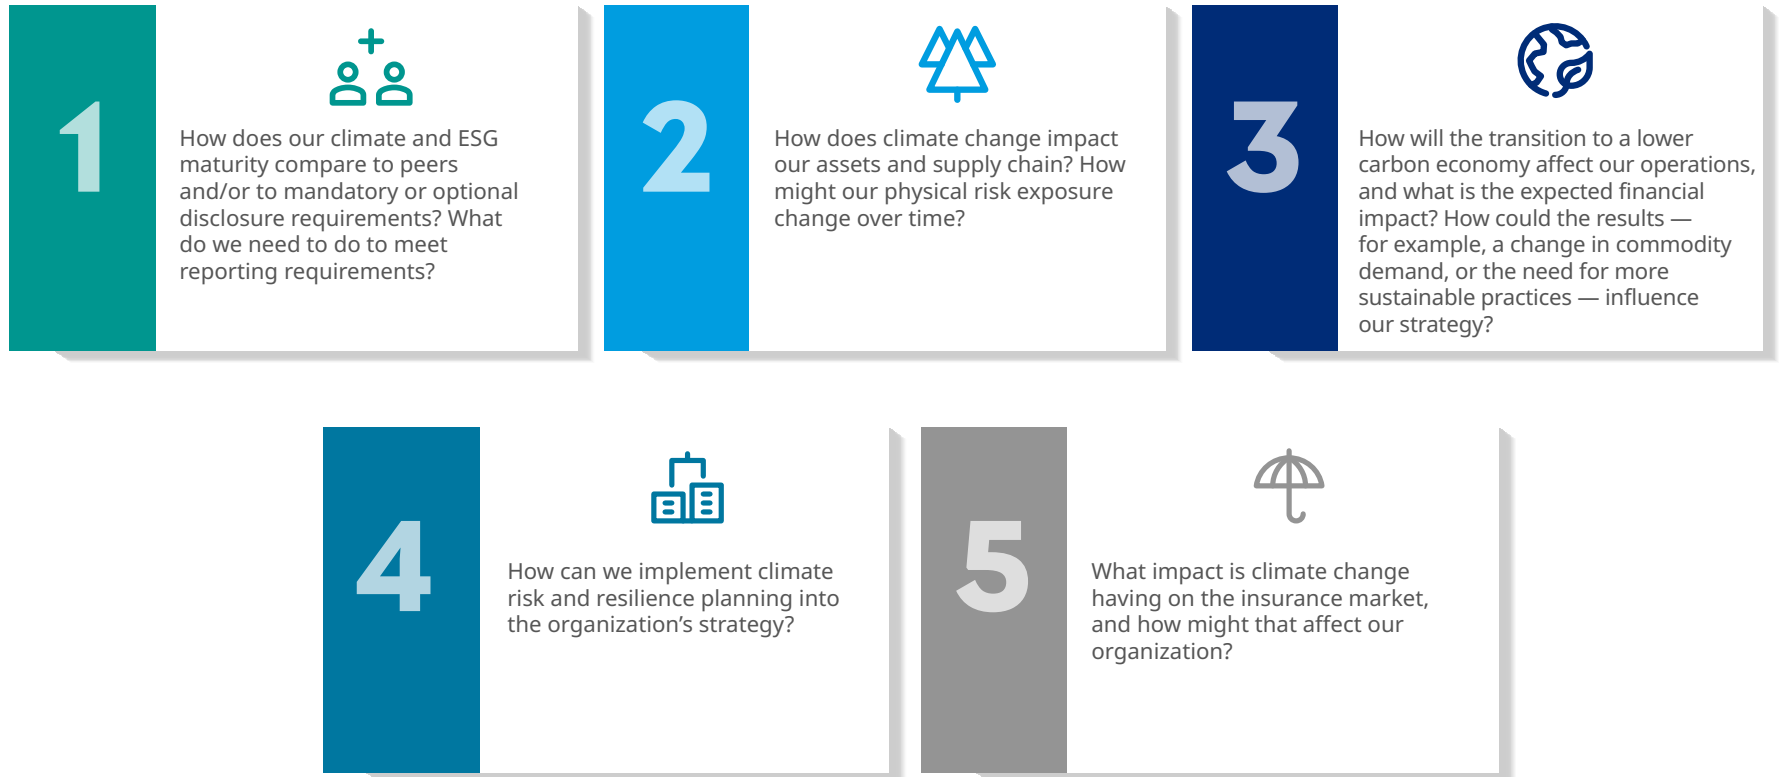 1
How does our climate and ESG
maturity compare to peers
and/or to mandatory or optional
disclosure requirements? What
do we need to do to meet
reporting requirements?
2
How does climate change impact
our assets and supply chain? How
might our physical risk exposure
change over time?
3
How will the transition to a lower
carbon economy affect our operations,
and what is the expected financial
impact? How could the results —
for example, a change in commodity
demand, or the need for more
sustainable practices — influence
our strategy?
4
How can we implement climate
risk and resilience planning into
the organization’s strategy?
5
What impact is climate change
having on the insurance market,
and how might that affect our
organization?